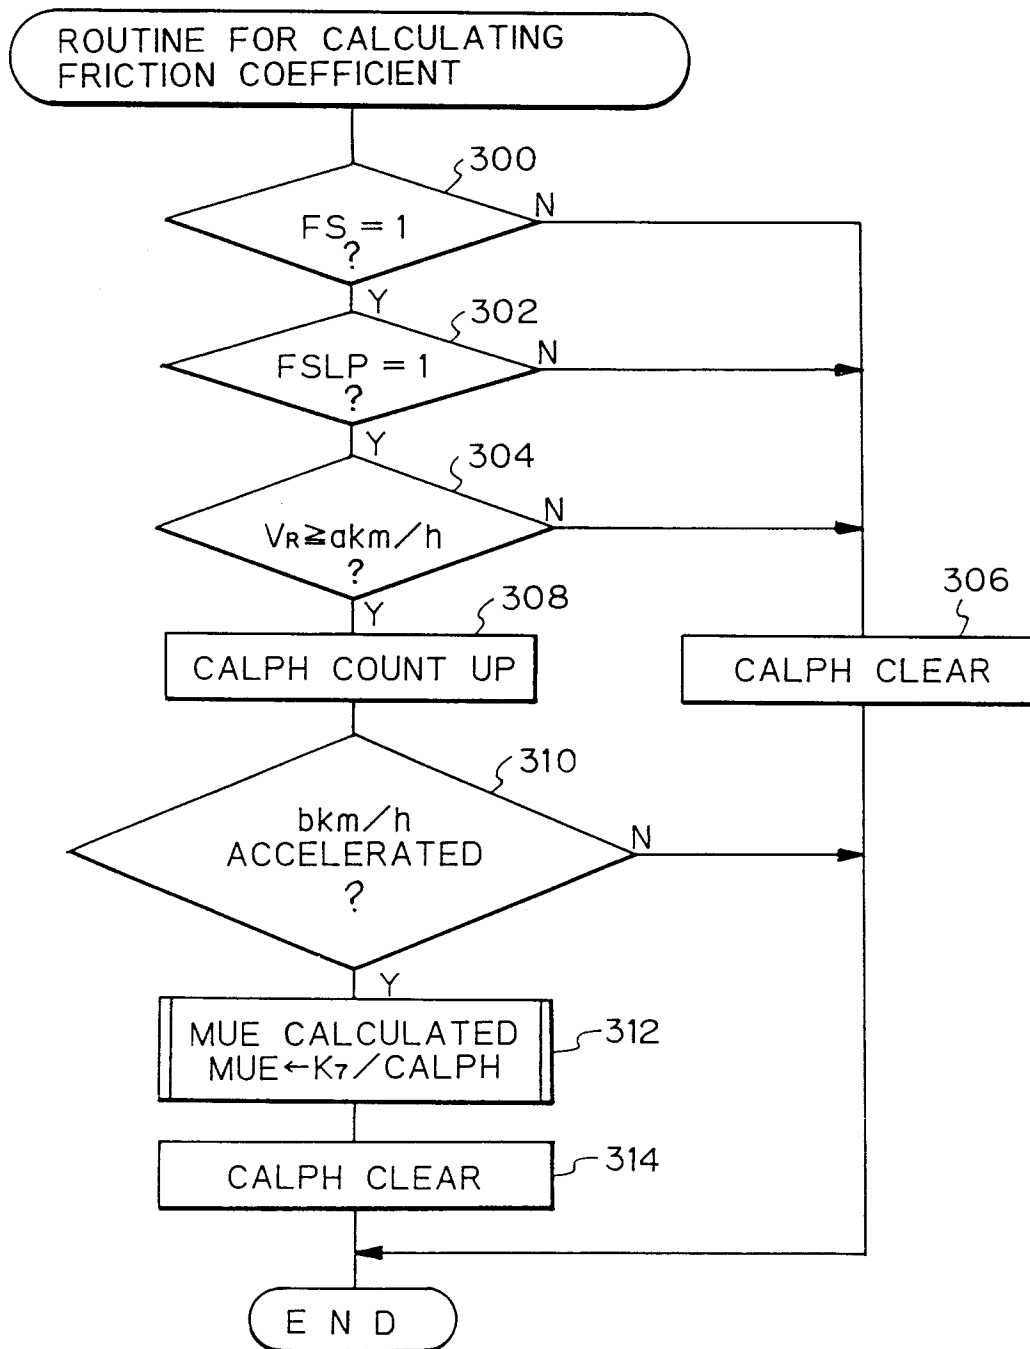 ROUTINE FOR CALCULATING
FRICTION COEFFICIENT
300
FS = 1
?
N
Y
302
FSLP = 1
?
N
Y
304
VR≧akm/h
?
N
Y
308
CALPH COUNT UP
306
CALPH CLEAR
310
bkm/h
ACCELERATED
?
N
Y
MUE CALCULATED
MUE←K7/CALPH
312
CALPH CLEAR
314
END